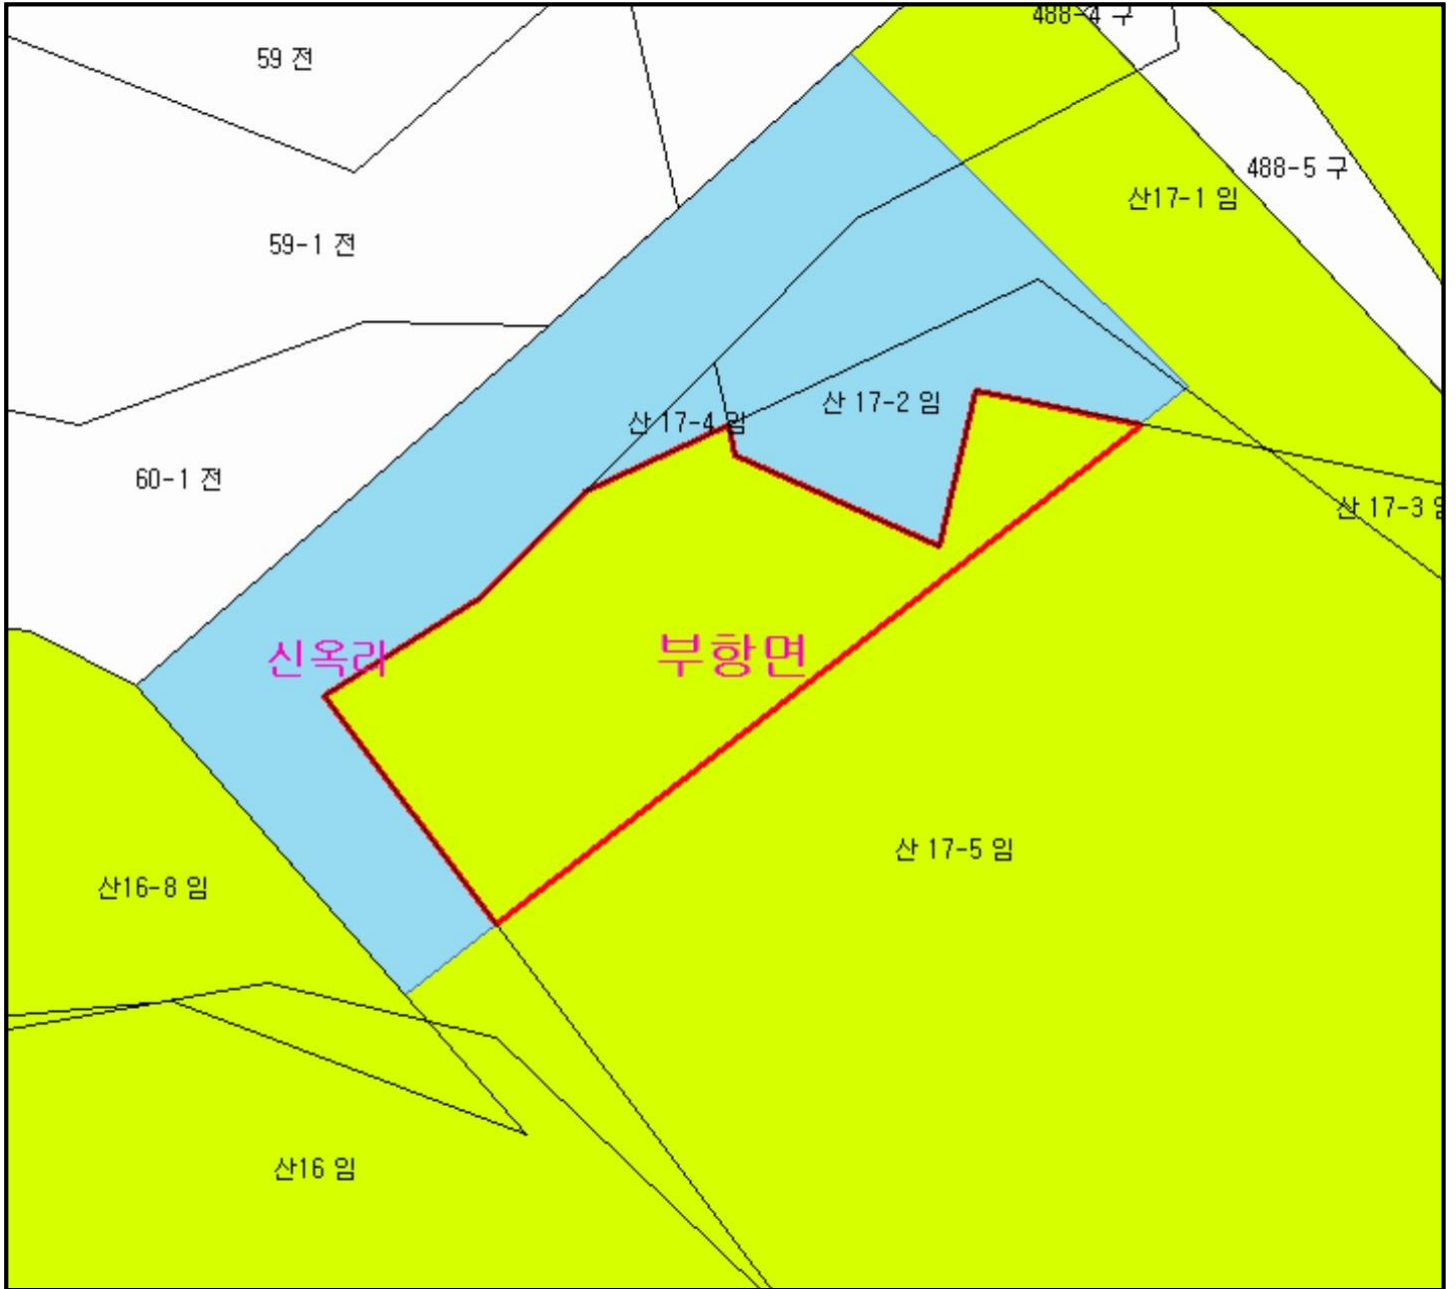 488-4 구
59 전
488-5 구
산17-1 임
59-1 전
산 17-2 임
산 17-4 임
60-1 전
산 17-3 임
신옥리
부항면
산 17-5 임
산16-8 임
산16 임